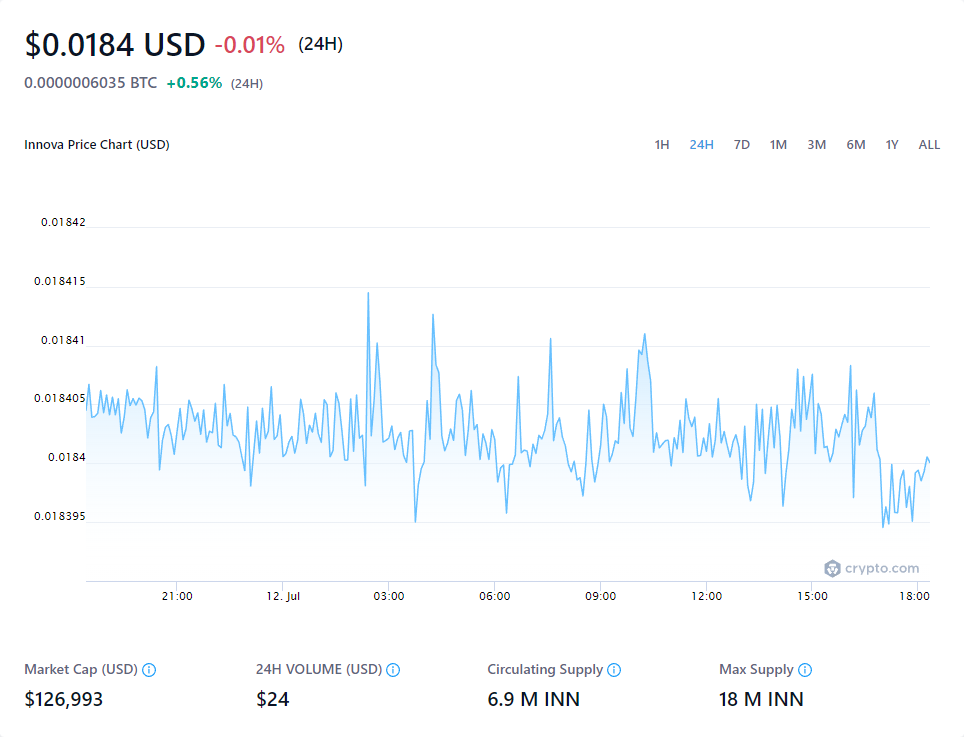 $0.0184 USD -0.01% (24H)
0.0000006035 BTC +0.56% (24H)
Innova Price Chart (USD) 1H 24H 7D 1M 3M 6M 1Y ALL
0.01842
0.018415
0.01841
0.018405
0.0184
0.018395
crypto.com
21:00 12. Jul 03:00 06:00 09:00 12:00 15:00 18:00
Market Cap (USD) 24H VOLUME (USD) Circulating Supply Max Supply
$126,993 $24 6.9 M INN 18 M INN